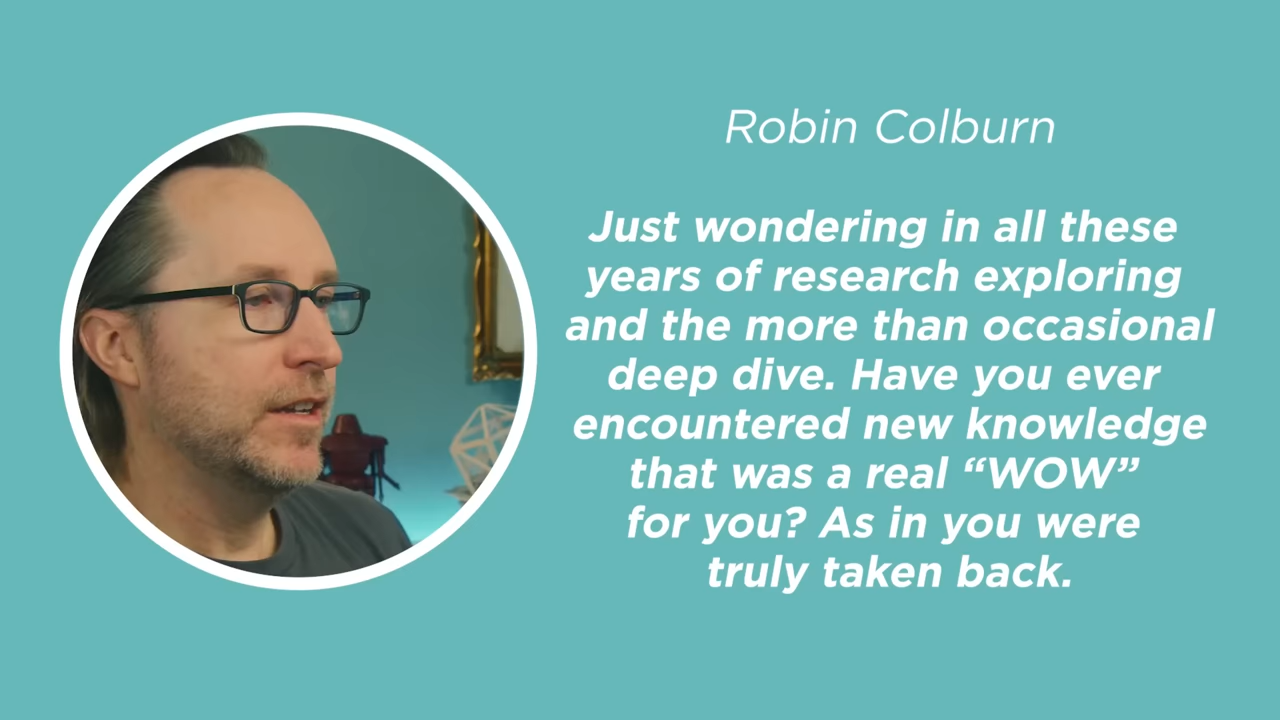 Robin Colburn
Just wondering in all these
years of research exploring
and the more than occasional
deep dive. Have you ever
encountered new knowledge
that was a real “WOW”
for you? As in you were
truly taken back.